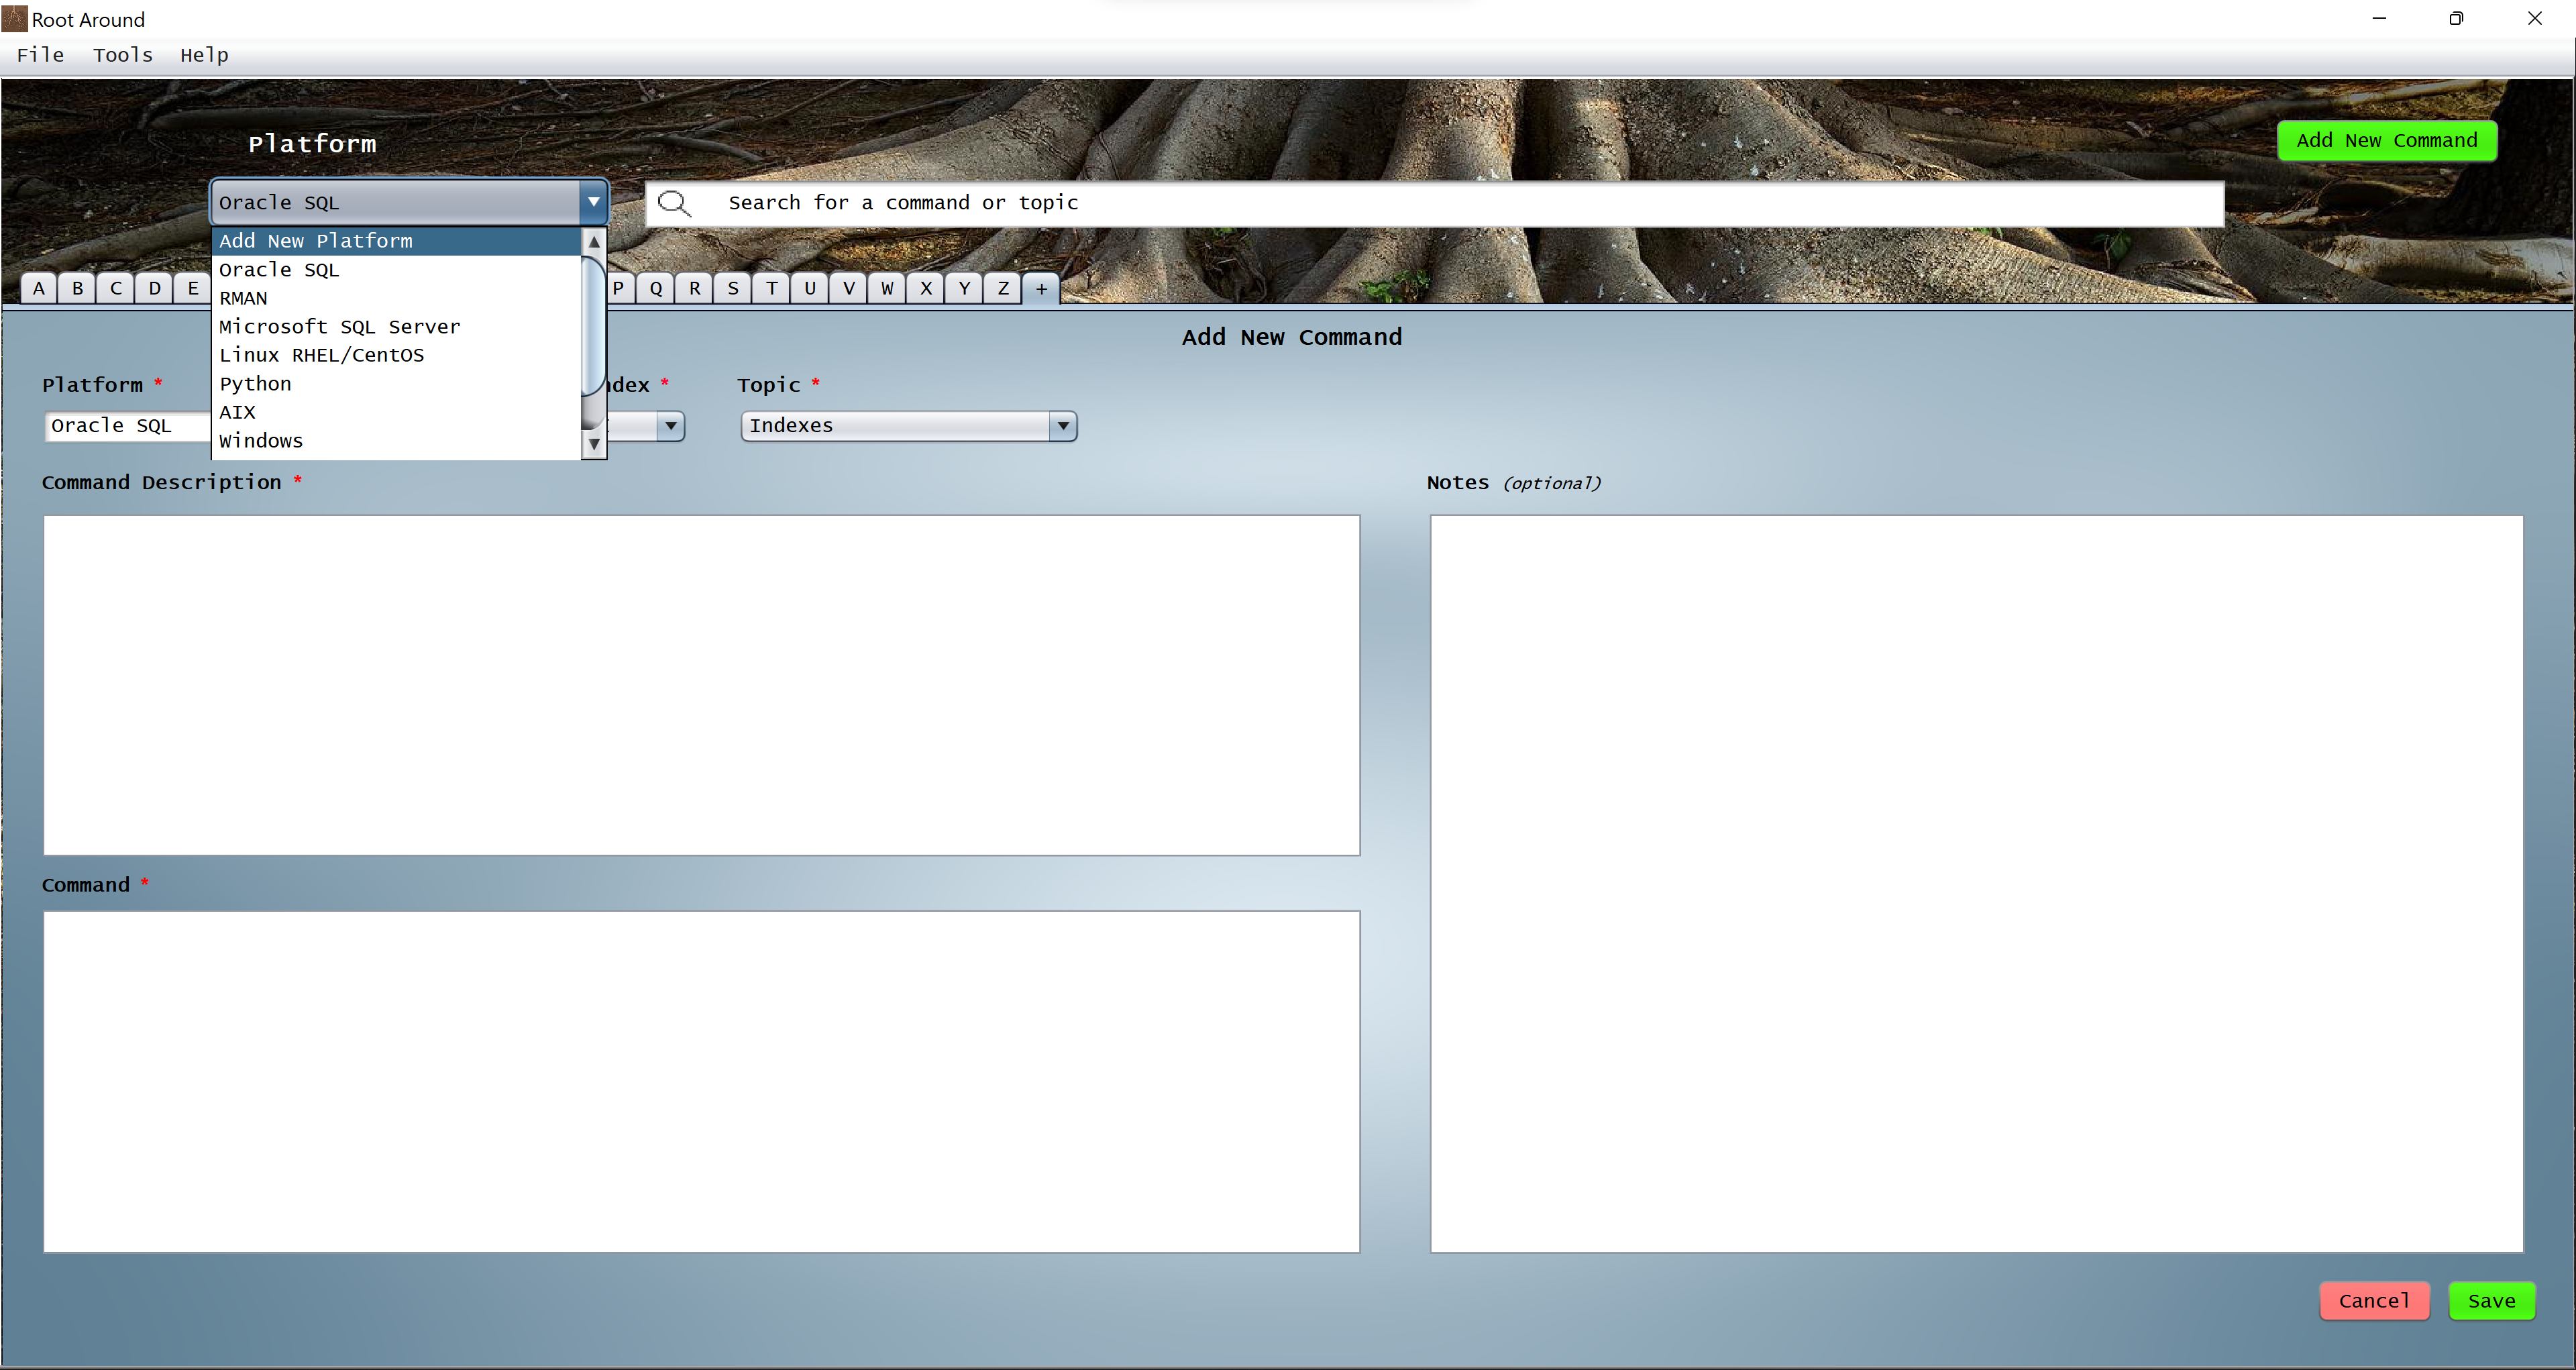 Root Around
File Tools Help
Platform
Add New Command
Oracle SQL
Search for a command or topic
Add New Platform
Oracle SQL
RMAN
Microsoft SQL Server
Linux RHEL/CentOS
Python
AIX
Windows
A B C D E P Q R S T U V W X Y Z +
Add New Command
Platform * ndex * Topic *
Oracle SQL Indexes
Command Description * Notes (optional)
Command *
Cancel Save